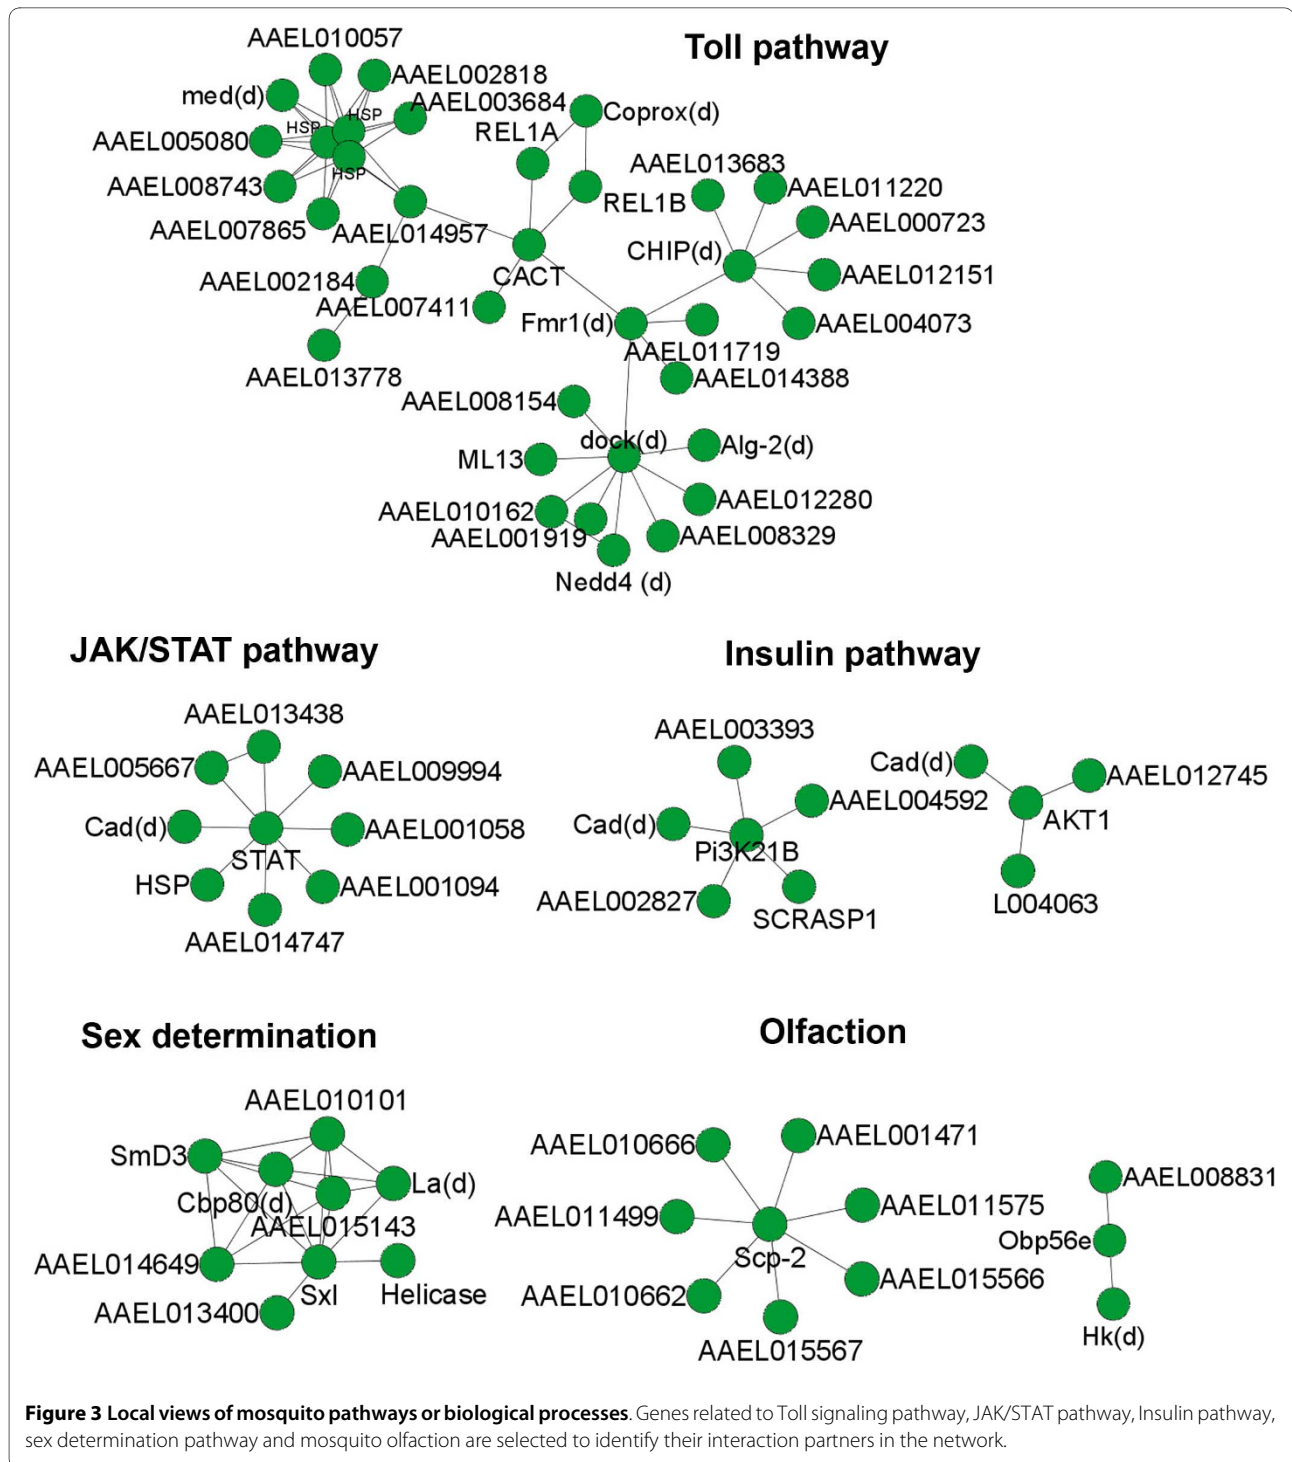 Toll pathway
AAEL010057
AAEL002818
med(d)
AAEL003684
HSP
HSP
Coprox(d)
REL1A
AAEL005080
AAEL013683
HSP
AAEL008743
AAEL011220
REL1B
AAEL000723
AAEL007865
AAEL014957
CHIP(d)
AAEL012151
CACT
AAEL002184
AAEL007411
Fmr1(d)
AAEL004073
AAEL011719
AAEL013778
AAEL014388
AAEL008154
dock(d)
Alg-2(d)
ML13
AAEL012280
AAEL010162
AAEL001919
AAEL008329
Nedd4 (d)
JAK/STAT pathway
AAEL013438
AAEL005667
AAEL009994
Cad(d)
AAEL001058
STAT
HSP
AAEL001094
AAEL014747
Insulin pathway
AAEL003393
AAEL004592
Cad(d)
Pi3K21B
AAEL002827
SCRASP1
Cad(d)
AAEL012745
AKT1
L004063
Sex determination
AAEL010101
SmD3
La(d)
Cbp80(d)
AAEL015143
AAEL014649
Sxl
Helicase
AAEL013400
Olfaction
AAEL010666
AAEL001471
AAEL011499
AAEL011575
Scp-2
AAEL015566
AAEL010662
AAEL015567
AAEL008831
Obp56e
Hk(d)
Figure 3 Local views of mosquito pathways or biological processes. Genes related to Toll signaling pathway, JAK/STAT pathway, Insulin pathway,
sex determination pathway and mosquito olfaction are selected to identify their interaction partners in the network.